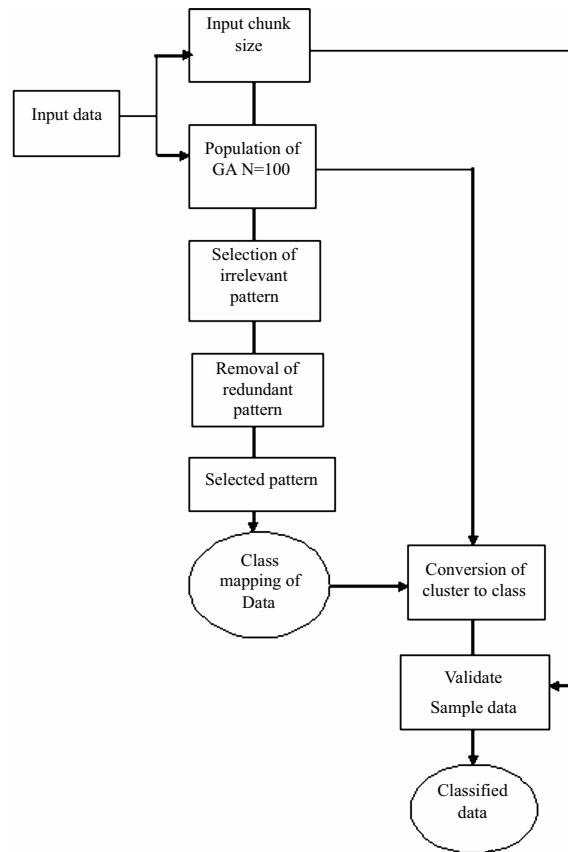 Input chunk
size
Input data
Population of
GA N=100
Selection of
irrelevant
pattern
Removal of
redundant
pattern
Selected pattern
Class
mapping of
Data
Conversion of
cluster to class
Validate
Sample data
Classified
data